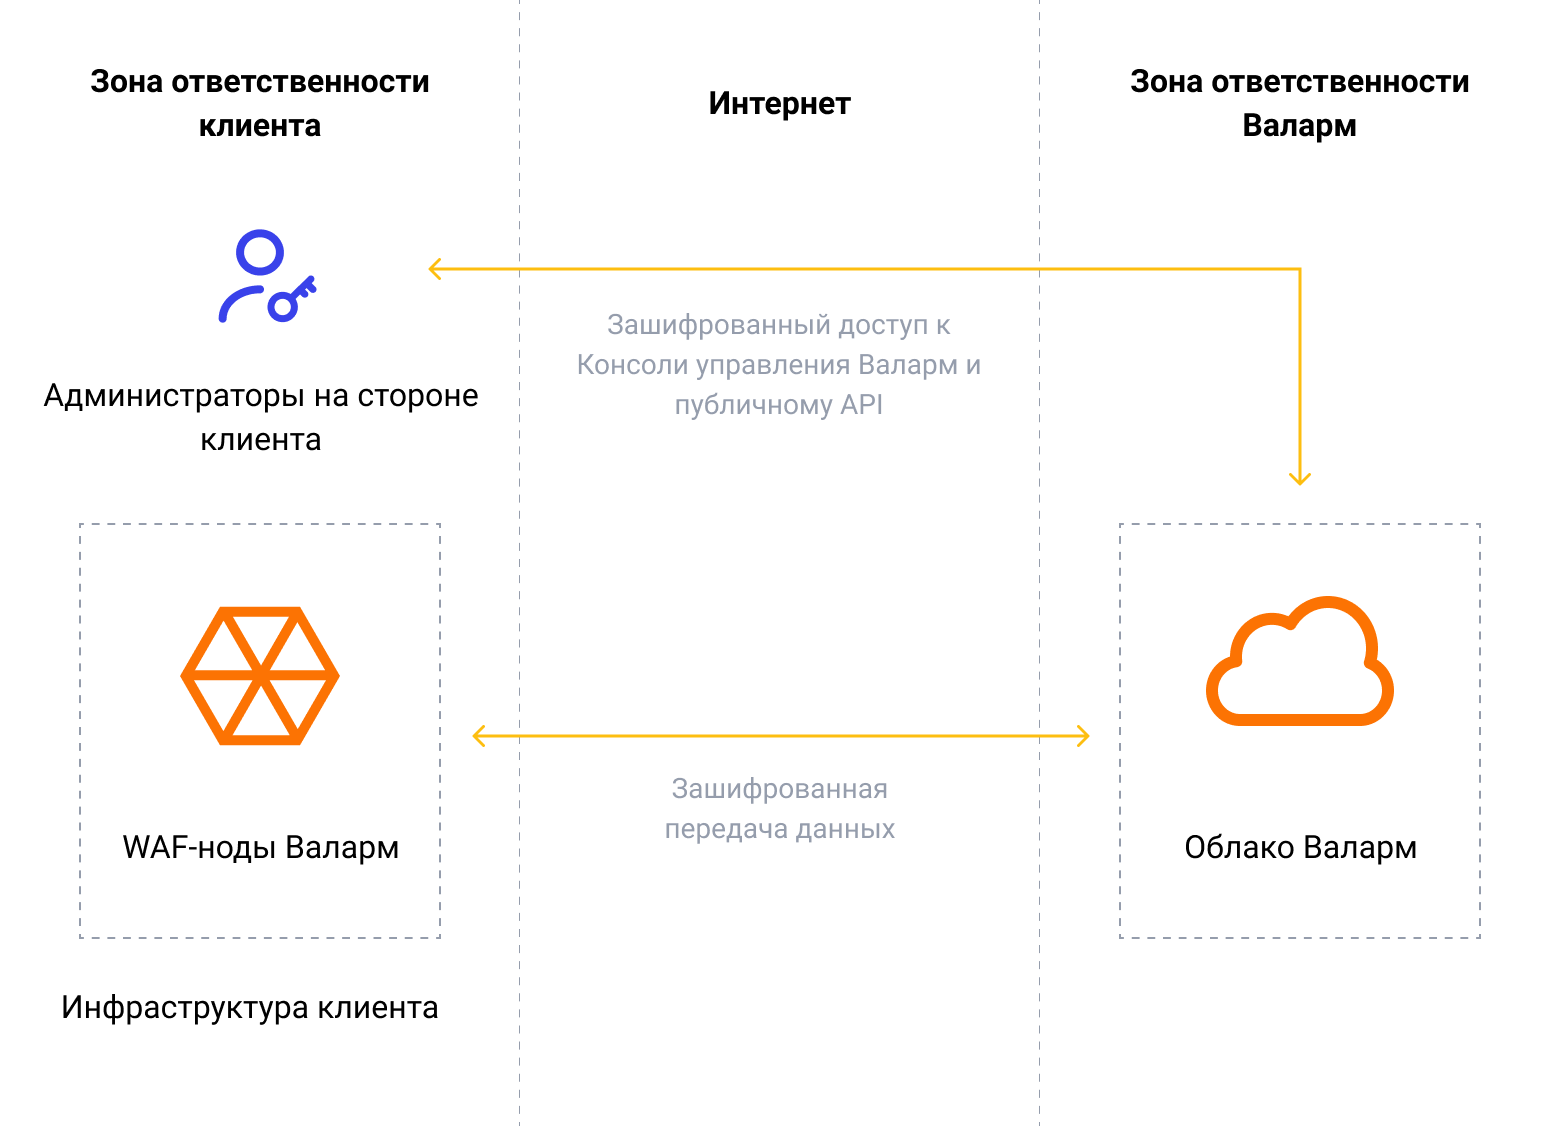 Зона ответственности
клиента
Интернет
Зона ответственности
Валарм
Зашифрованный доступ к
Консоли управления Валарм и
публичному API
Администраторы на стороне
клиента
Зашифрованная
передача данных
WAF-ноды Валарм
Облако Валарм
Инфраструктура клиента